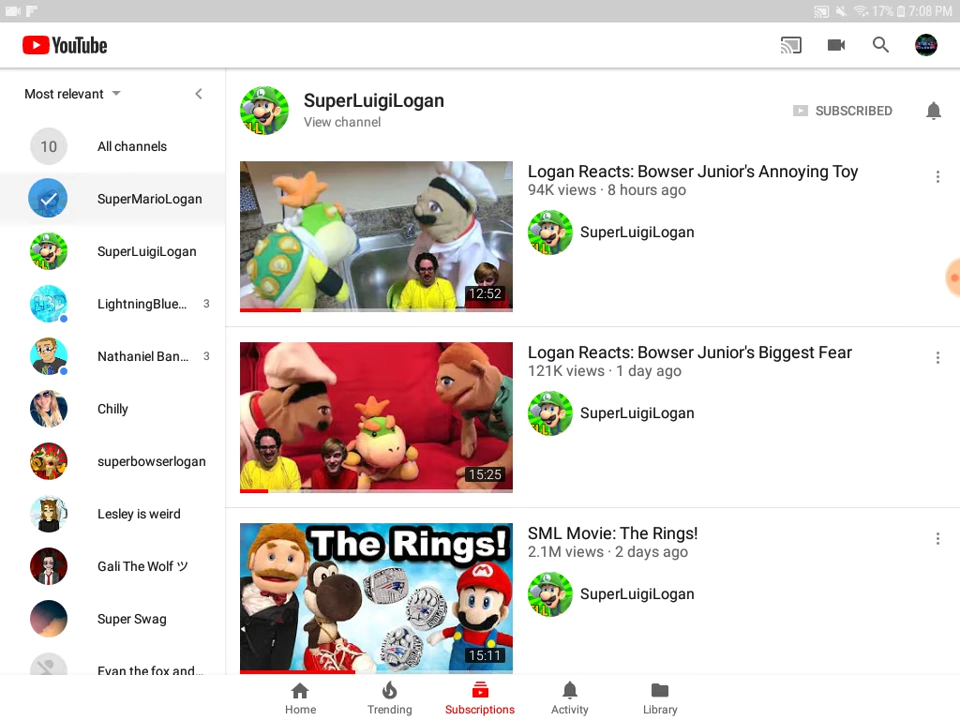 17% 7:08 PM
YouTube
Most relevant
10 All channels
SuperMarioLogan
SuperLuigiLogan
LightningBlue... 3
Nathaniel Ban... 3
Chilly
superbowserlogan
Lesley is weird
Gali The Wolf ツ
Super Swag
Evan the fox and...
SuperLuigiLogan
View channel
SUBSCRIBED
12:52
Logan Reacts: Bowser Junior's Annoying Toy
94K views · 8 hours ago
SuperLuigiLogan
15:25
Logan Reacts: Bowser Junior's Biggest Fear
121K views · 1 day ago
SuperLuigiLogan
The Rings!
15:11
SML Movie: The Rings!
2.1M views · 2 days ago
SuperLuigiLogan
Home Trending Subscriptions Activity Library